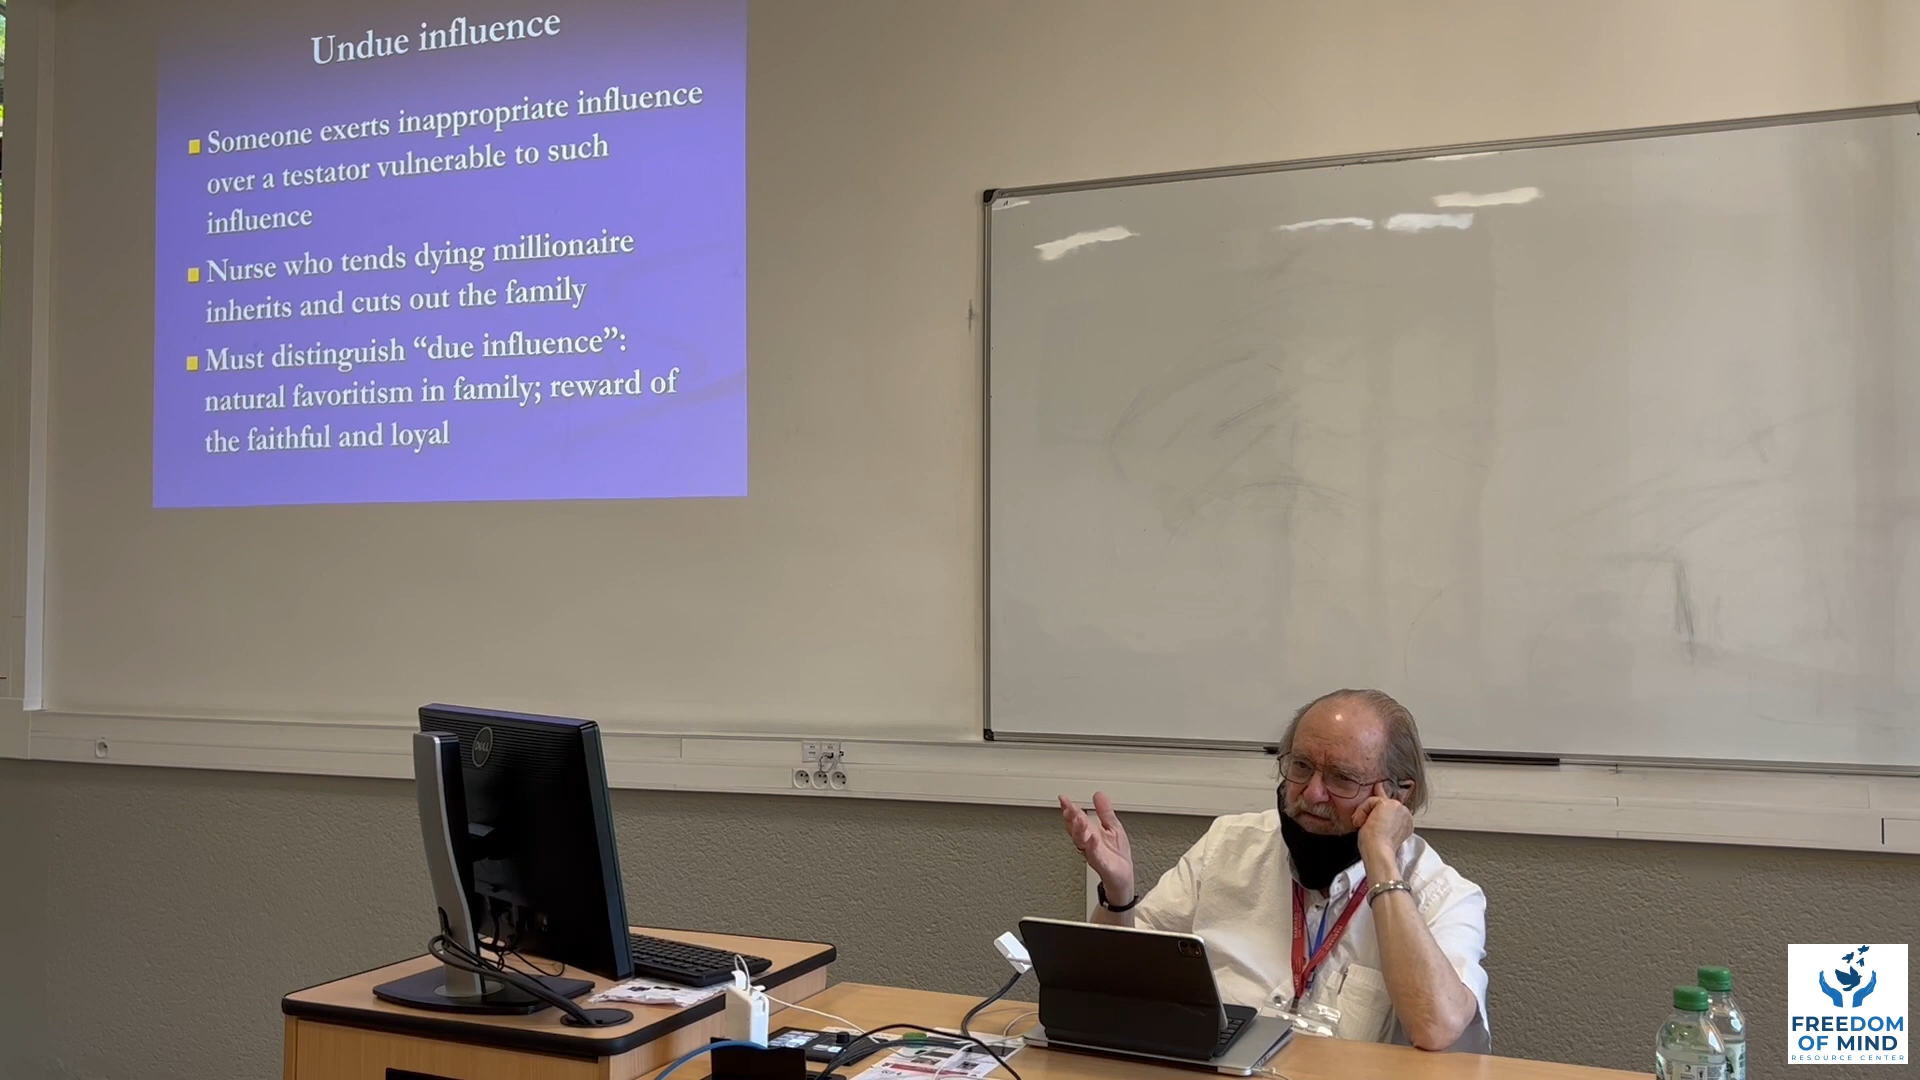 Undue influence
Someone exerts inappropriate influence
over a testator vulnerable to such
influence
Nurse who tends dying millionaire
inherits and cuts out the family
Must distinguish “due influence”:
natural favoritism in family; reward of
the faithful and loyal
DELL
FREEDOM
OF MIND
RESOURCE CENTER